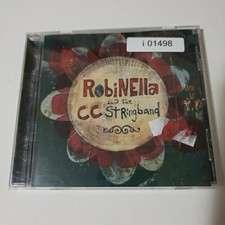 i 01498
RobiNElla
and the
CC StRingband